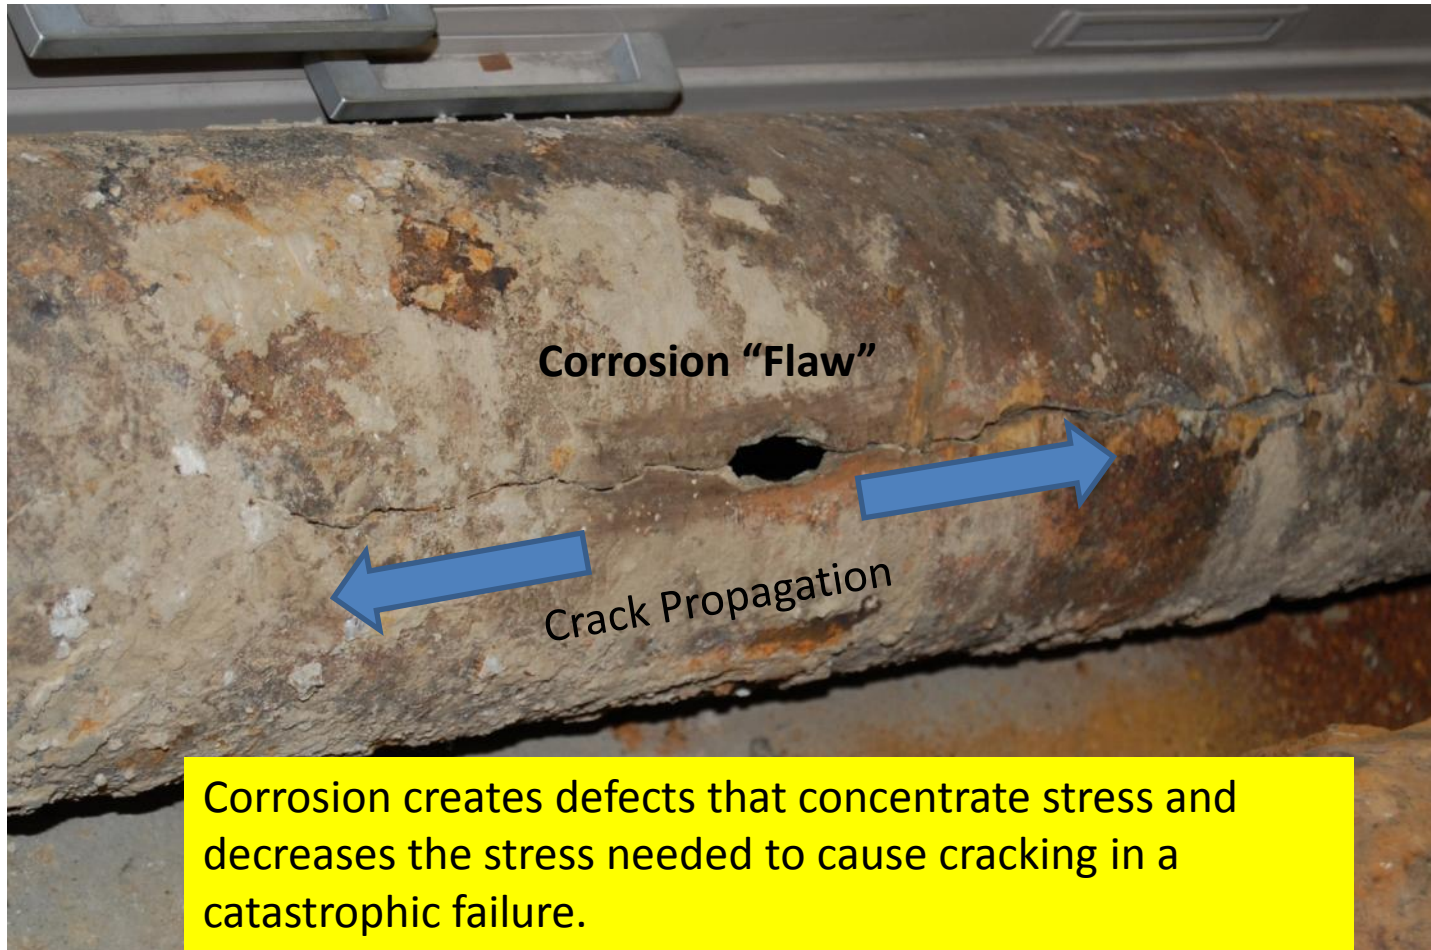 Corrosion “Flaw”
Crack Propagation
Corrosion creates defects that concentrate stress and
decreases the stress needed to cause cracking in a
catastrophic failure.